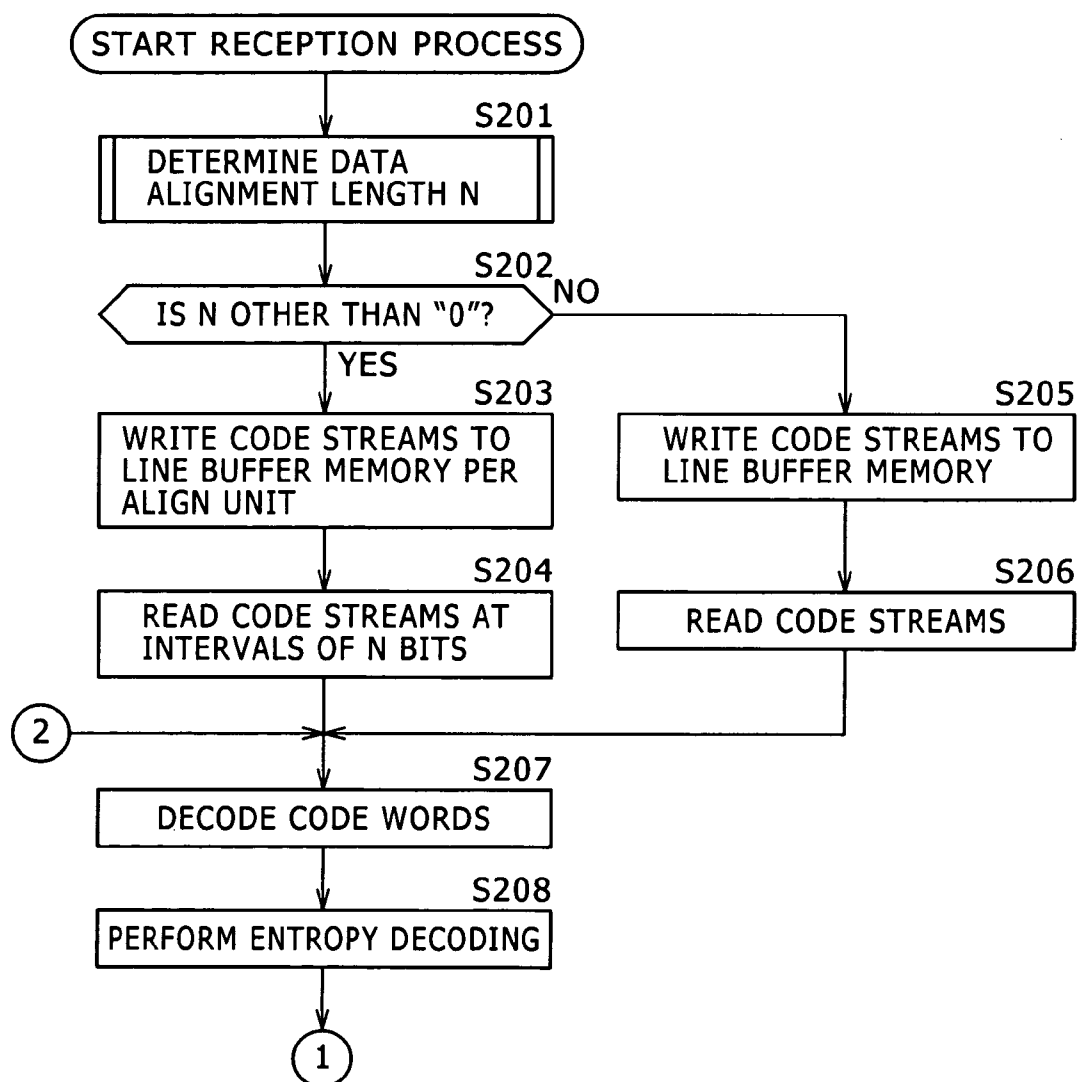 START RECEPTION PROCESS
S201
DETERMINE DATA
ALIGNMENT LENGTH N
S202
IS N OTHER THAN “0”?
NO
YES
S203
WRITE CODE STREAMS TO
LINE BUFFER MEMORY PER
ALIGN UNIT
S205
WRITE CODE STREAMS TO
LINE BUFFER MEMORY
S204
READ CODE STREAMS AT
INTERVALS OF N BITS
S206
READ CODE STREAMS
2
S207
DECODE CODE WORDS
S208
PERFORM ENTROPY DECODING
1